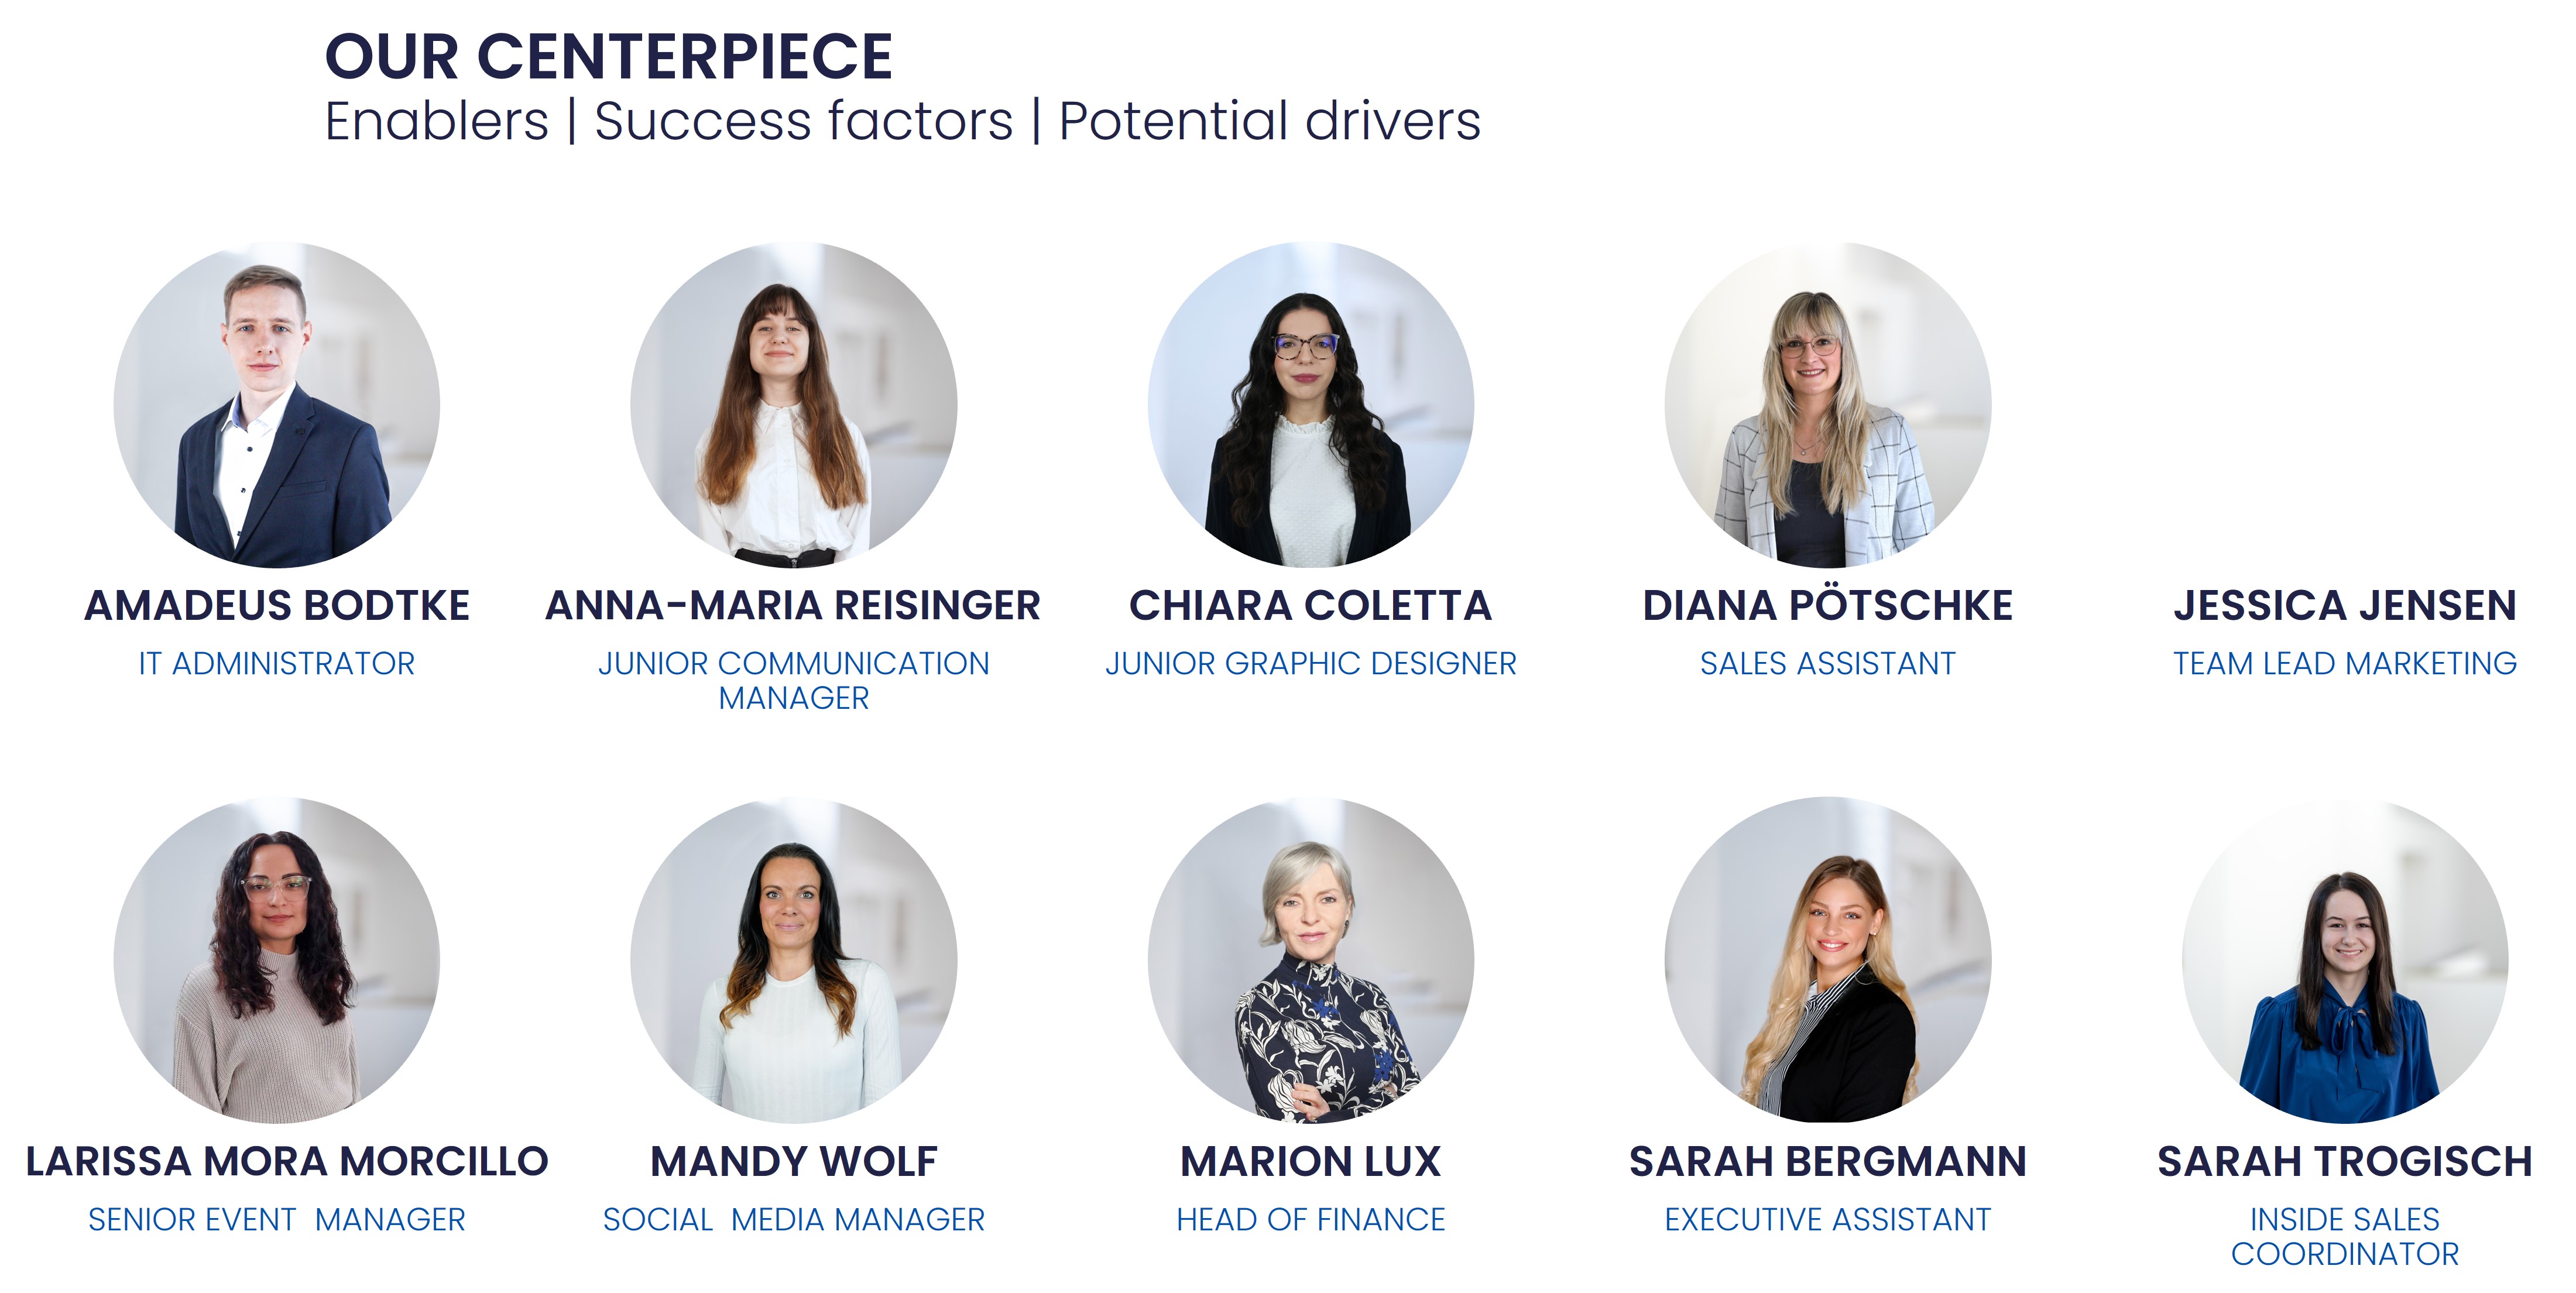 OUR CENTERPIECE
Enablers | Success factors | Potential drivers
AMADEUS BODTKE
IT ADMINISTRATOR
ANNA-MARIA REISINGER
JUNIOR COMMUNICATION
MANAGER
CHIARA COLETTA
JUNIOR GRAPHIC DESIGNER
DIANA PÖTSCHKE
SALES ASSISTANT
JESSICA JENSEN
TEAM LEAD MARKETING
LARISSA MORA MORCILLO
SENIOR EVENT  MANAGER
MANDY WOLF
SOCIAL  MEDIA MANAGER
MARION LUX
HEAD OF FINANCE
SARAH BERGMANN
EXECUTIVE ASSISTANT
SARAH TROGISCH
INSIDE SALES
COORDINATOR